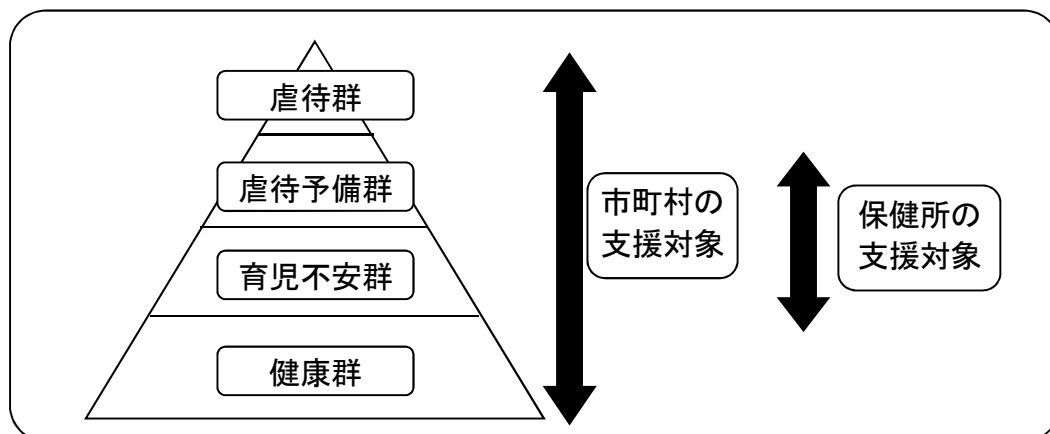 虐待群
虐待予備群
育児不安群
健康群
市町村の
支援対象
保健所の
支援対象